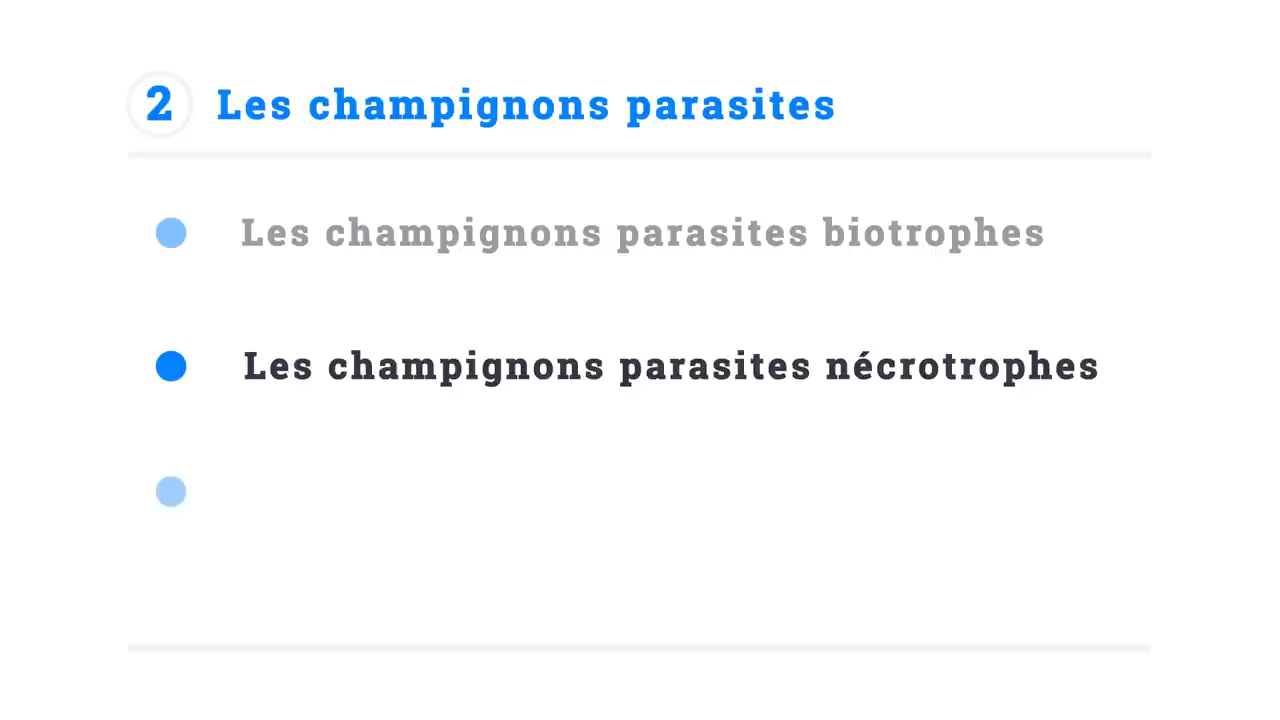 2 Les champignons parasites
Les champignons parasites biotrophes
Les champignons parasites nécrotrophes